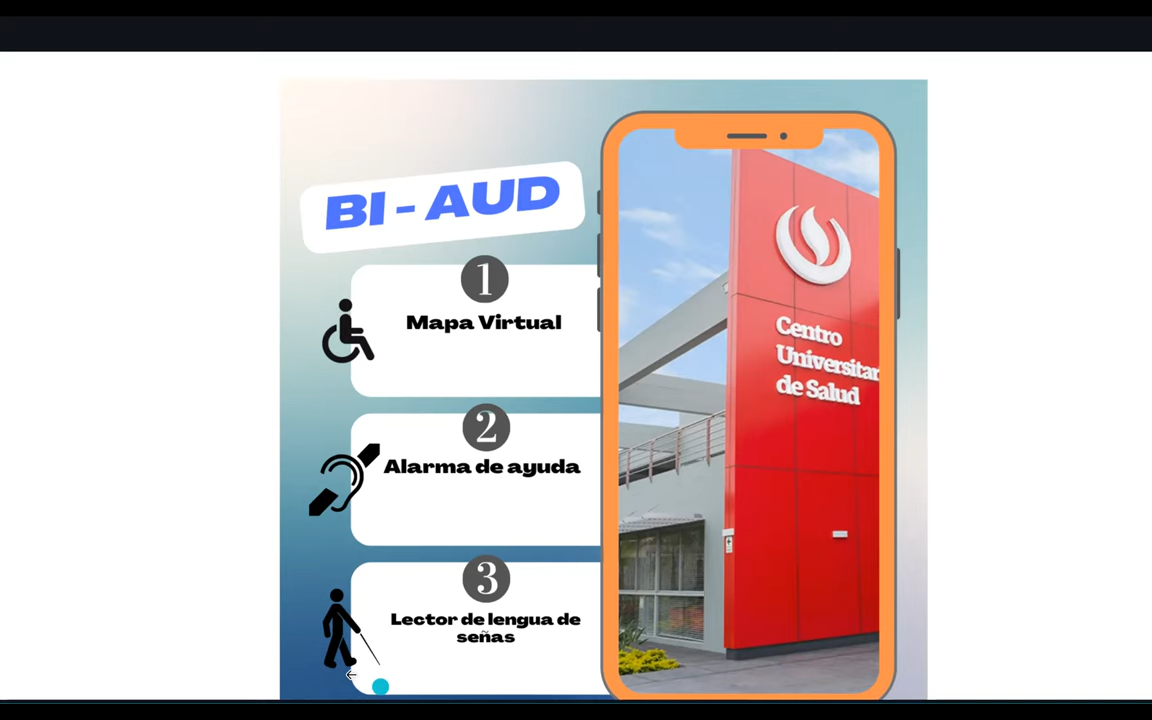 BI - AUD
1
Mapa Virtual
2
Alarma de ayuda
3
Lector de lengua de
señas
Centro
Universitar
de Salud